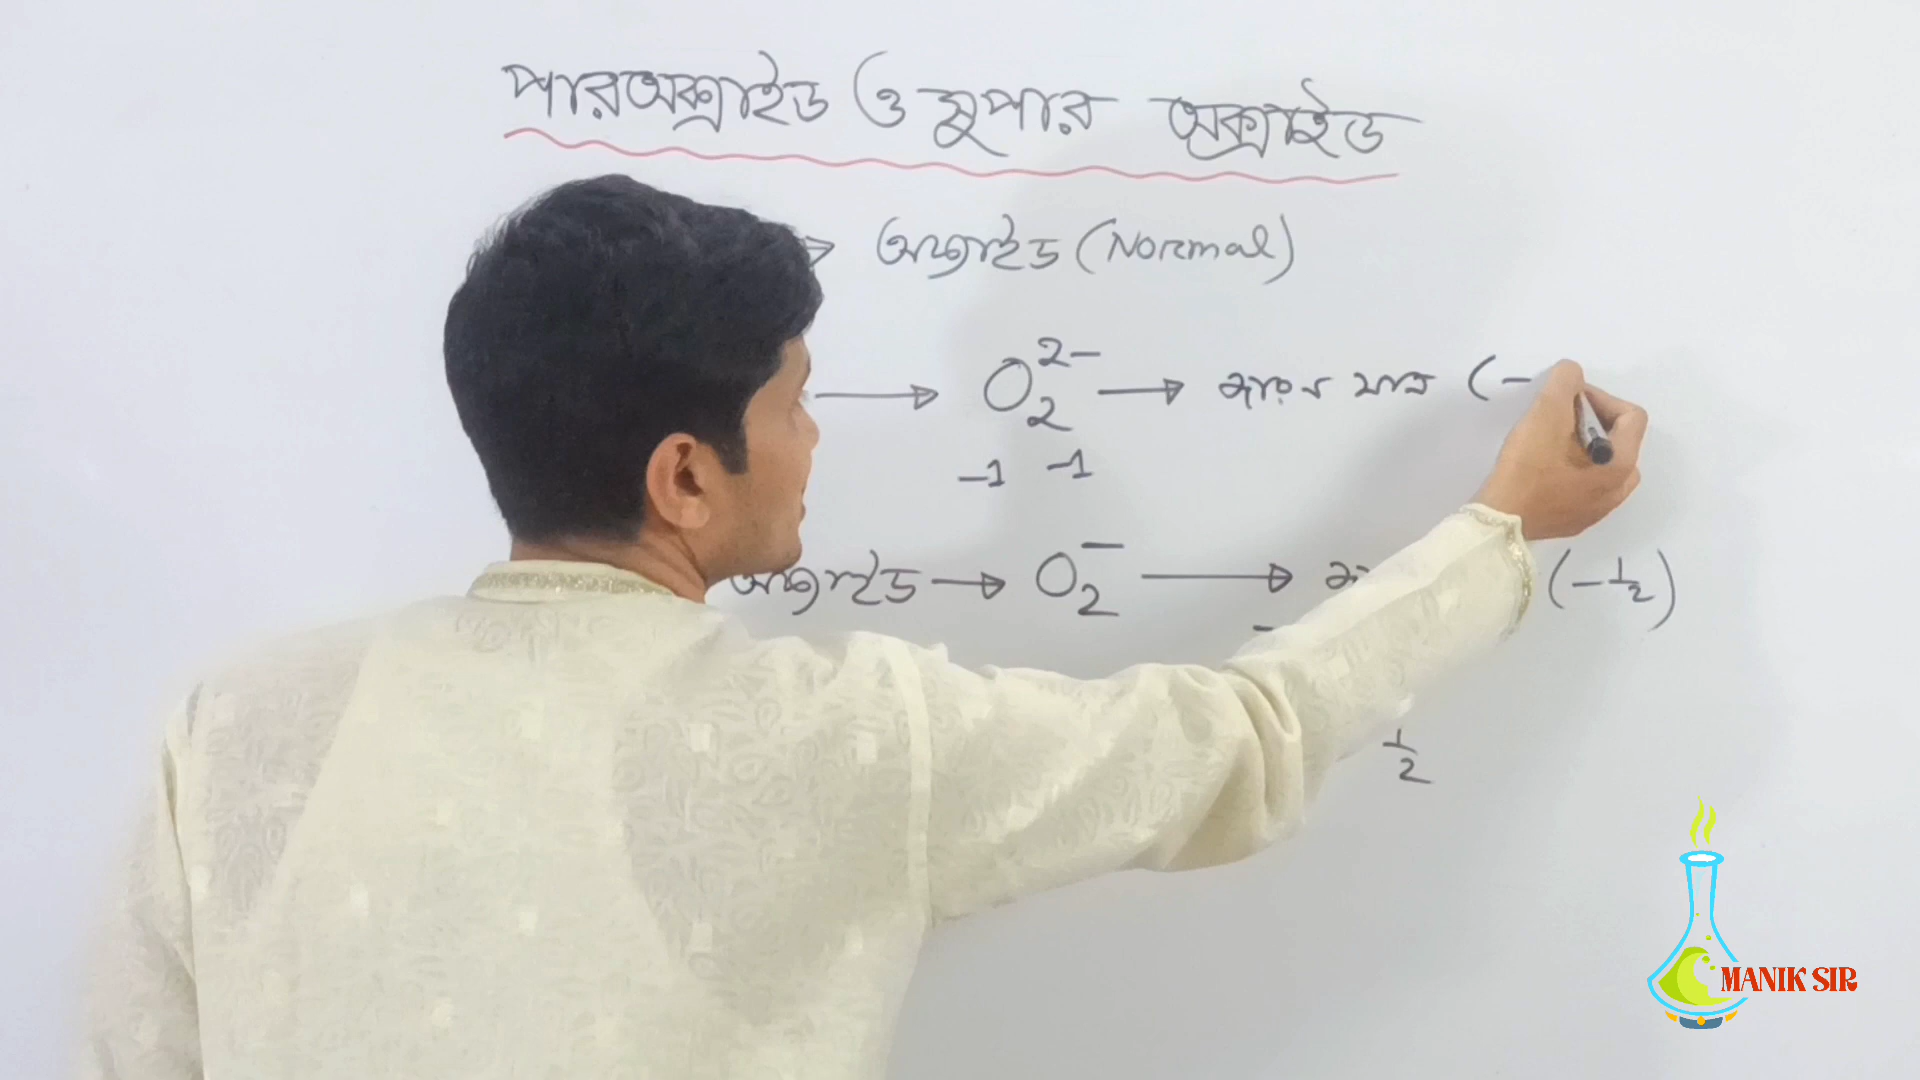 পারঅক্সাইড ও সুপার অক্সাইড
→ অক্সাইড (Normal)
→ O₂²⁻ → জারণ মান (−
−1 −1
অক্সাইড → O₂⁻ → (−½)
½
MANIK SIR